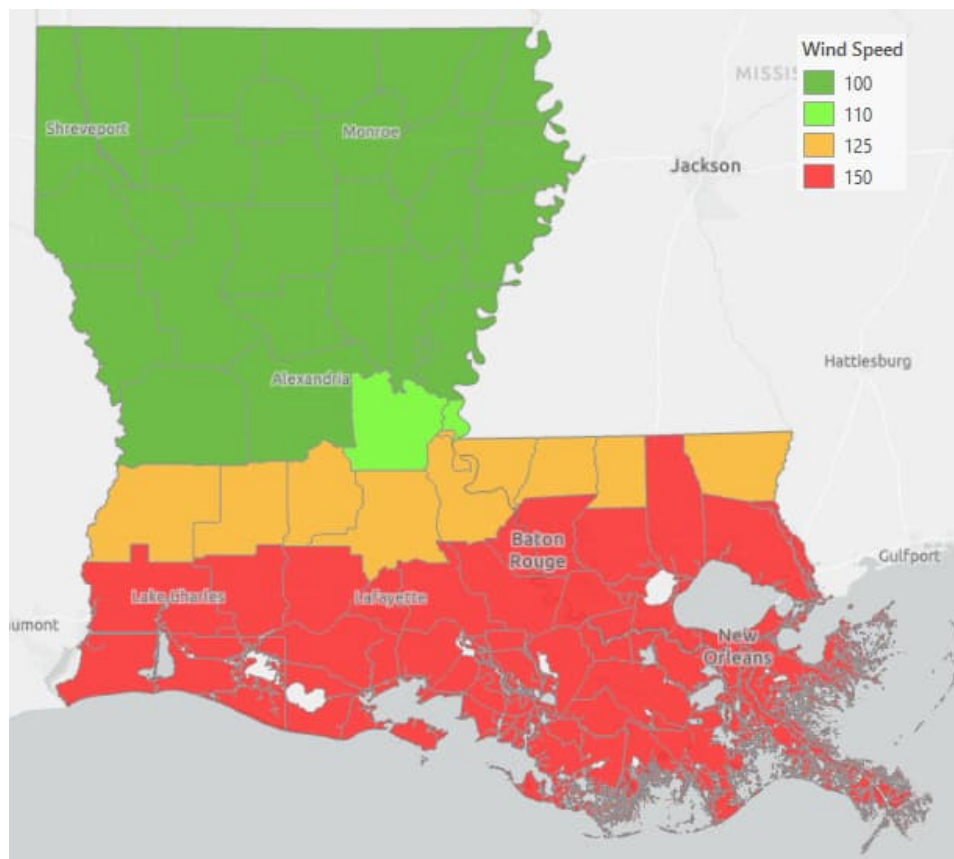 Wind Speed
100
110
125
150
MISSIS
Shreveport
Monroe
Jackson
Hattiesburg
Alexandria
Baton
Rouge
Gulfport
Lake Charles
Lafayette
aumont
New
Orleans